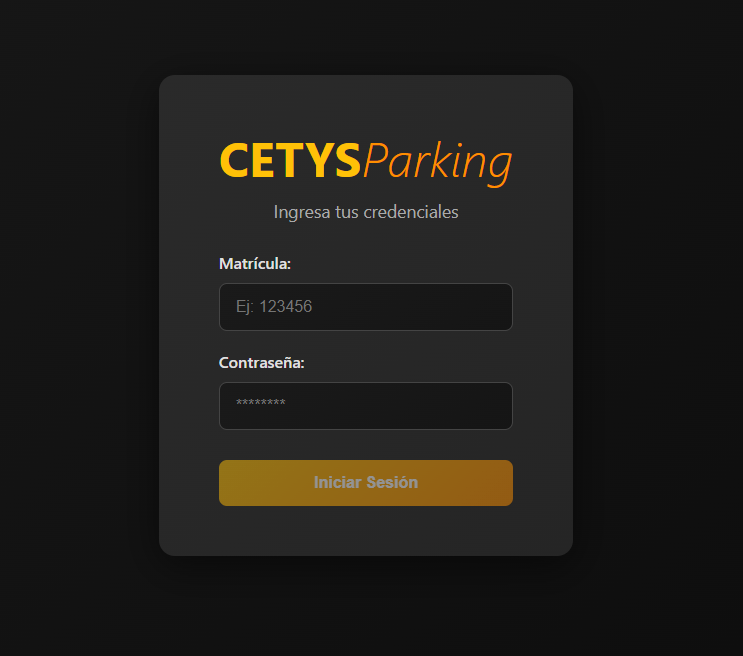 CETYSParking
Ingresa tus credenciales
Matrícula:
Ej: 123456
Contraseña:
********
Iniciar Sesión